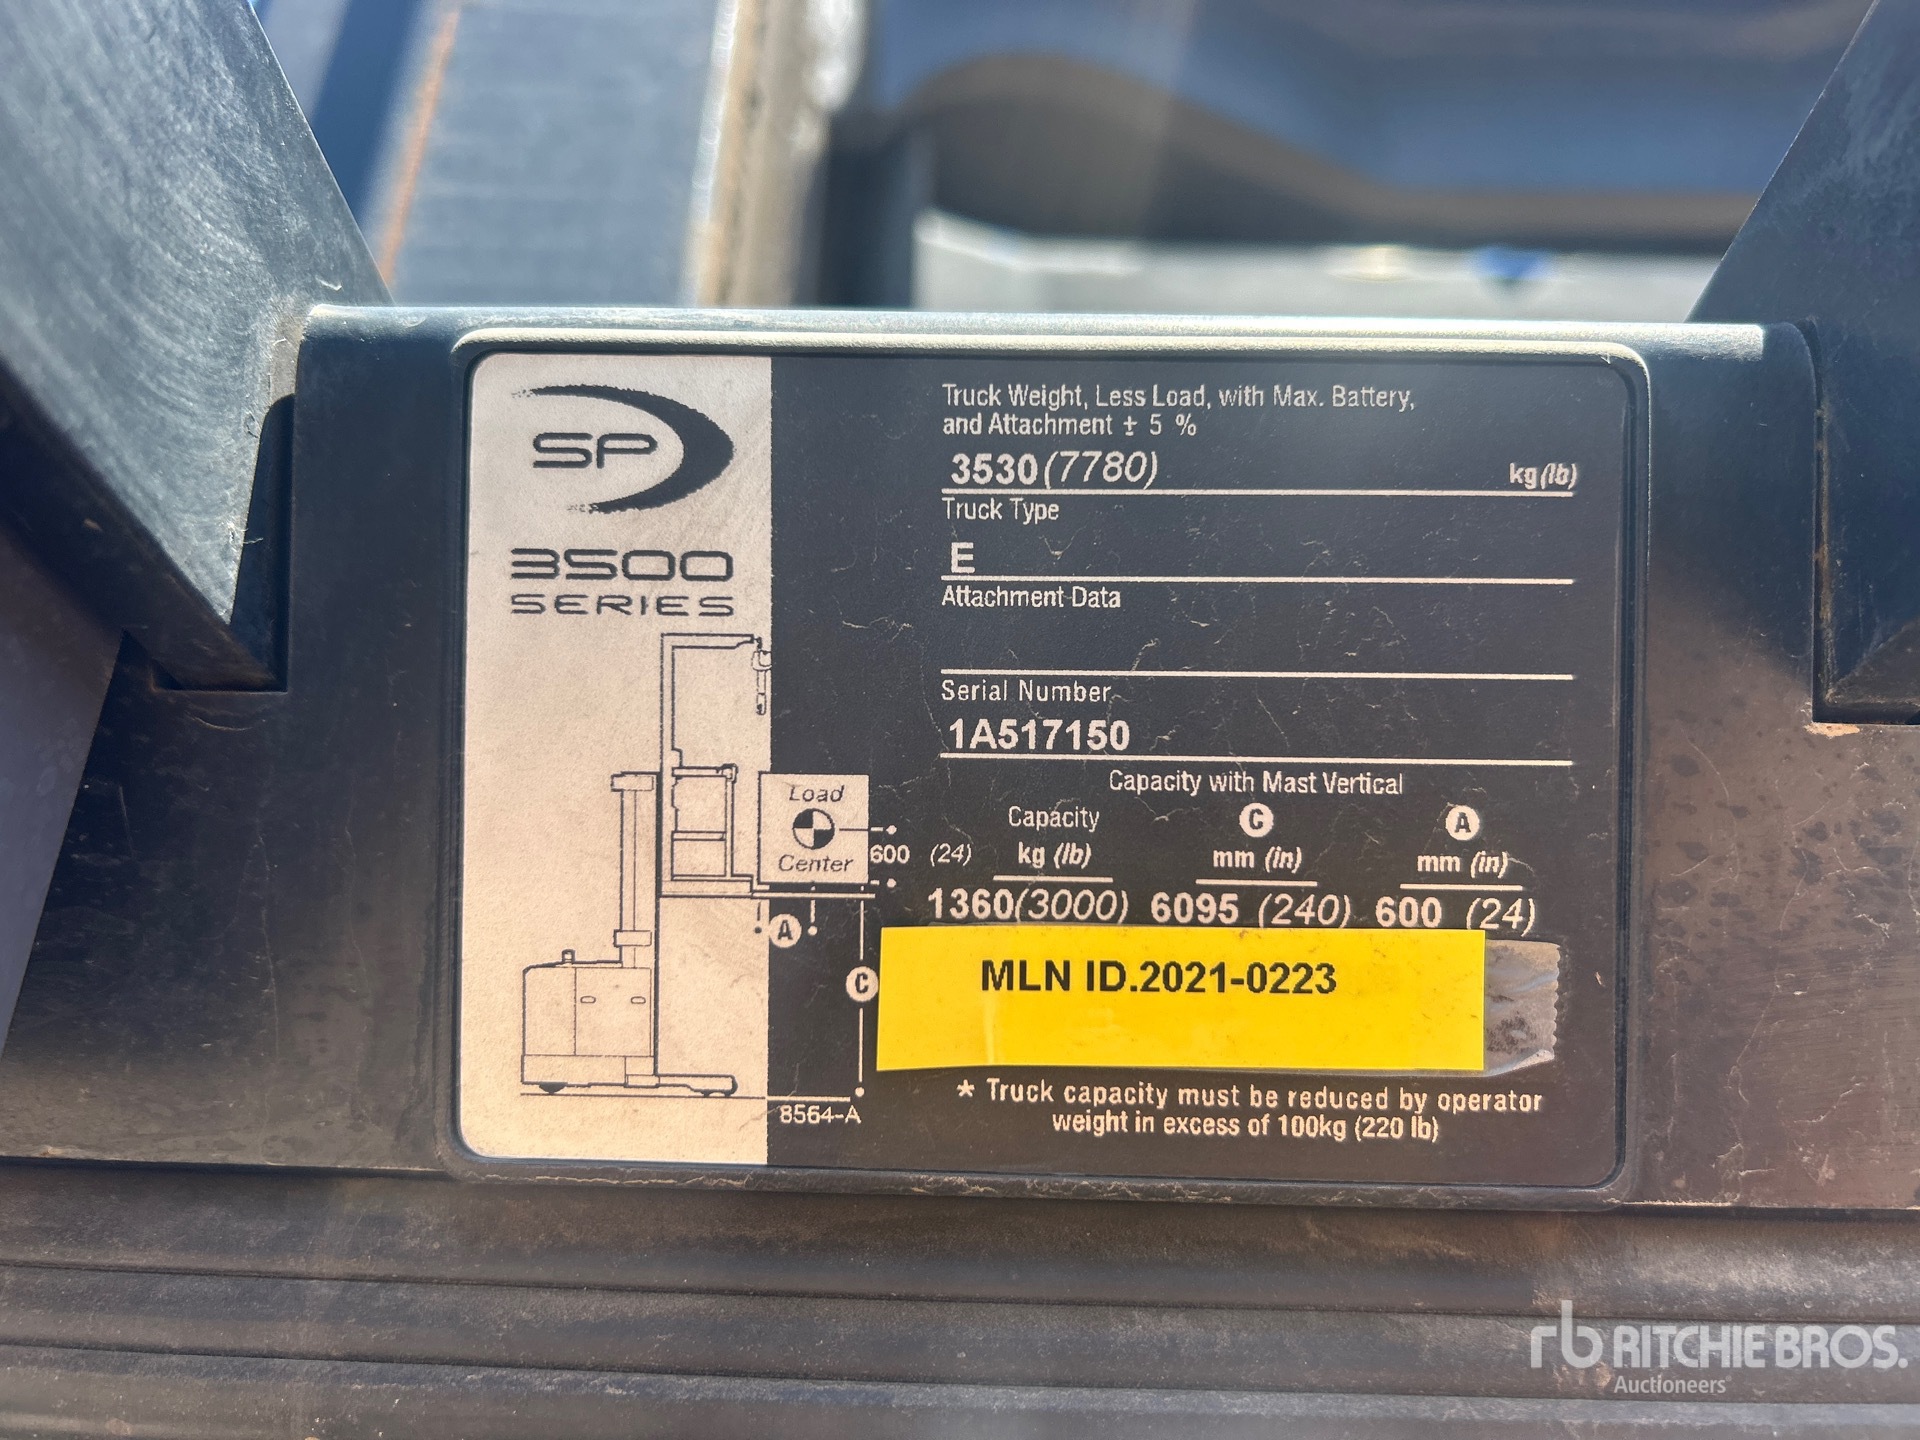 SP
3500
SERIES
Load
Center
600 (24)
A
C
8564-A
Truck Weight, Less Load, with Max. Battery,
and Attachment ± 5 %
3530 (7780) kg (lb)
Truck Type
E
Attachment Data
Serial Number
1A517150
Capacity with Mast Vertical
Capacity C A
kg (lb) mm (in) mm (in)
1360 (3000) 6095 (240) 600 (24)
MLN ID.2021-0223
* Truck capacity must be reduced by operator
weight in excess of 100kg (220 lb)
rb RITCHIE BROS.
Auctioneers